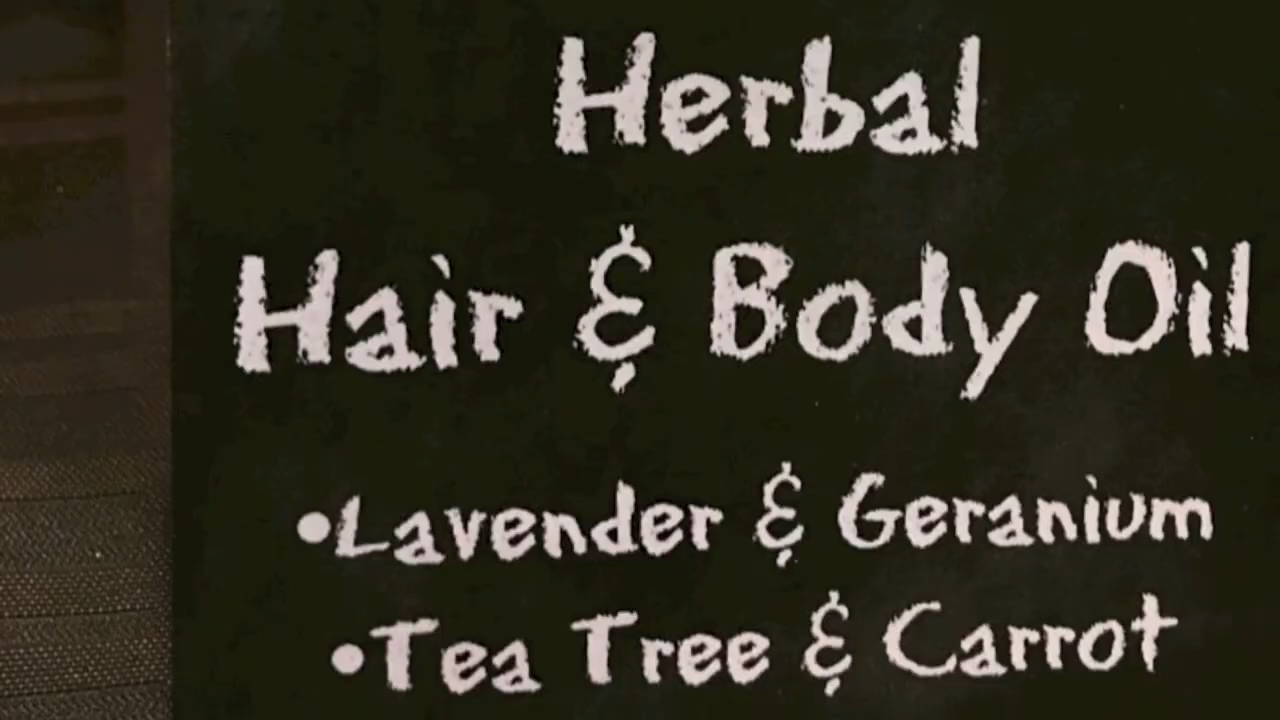 Herbal
Hair & Body Oil
•Lavender & Geranium
•Tea Tree & Carrot